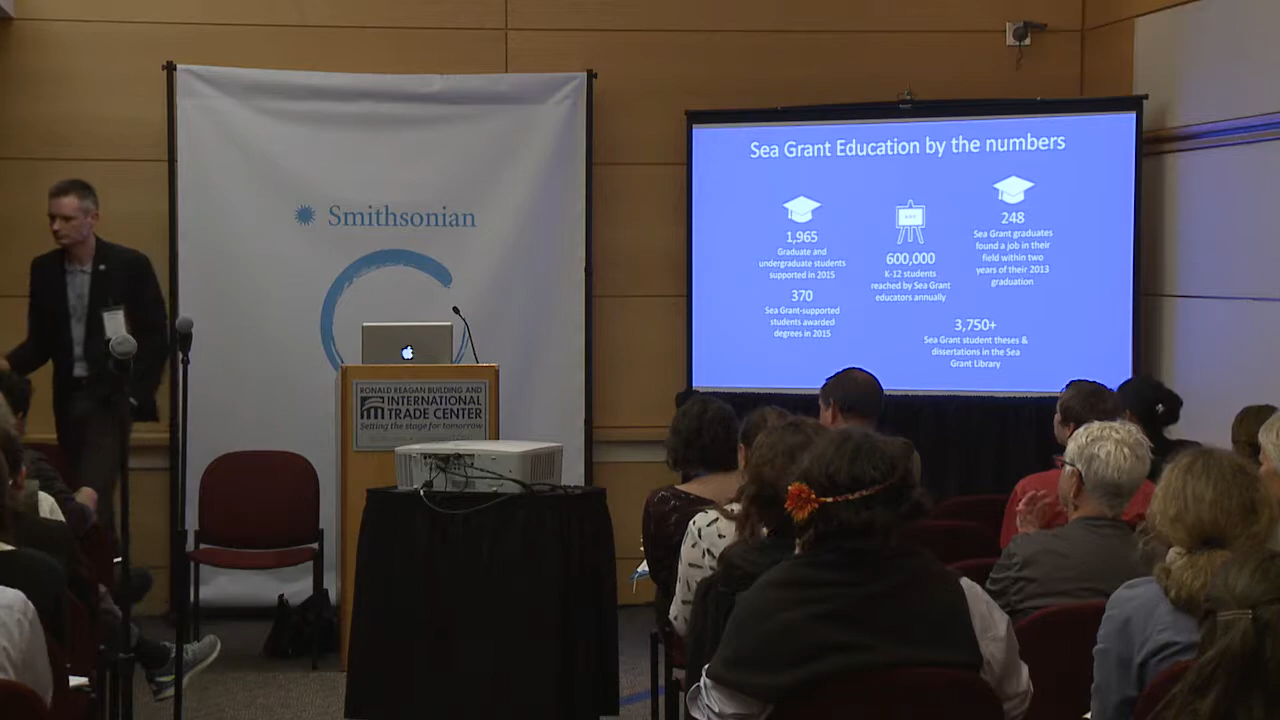 Smithsonian
RONALD REAGAN BUILDING AND
INTERNATIONAL
TRADE CENTER
Setting the stage for tomorrow
Sea Grant Education by the numbers
1,965
Graduate and
undergraduate students
supported in 2015
370
Sea Grant-supported
students awarded
degrees in 2015
600,000
K-12 students
reached by Sea Grant
educators annually
248
Sea Grant graduates
found a job in their
field within two
years of their 2013
graduation
3,750+
Sea Grant student theses &
dissertations in the Sea
Grant Library